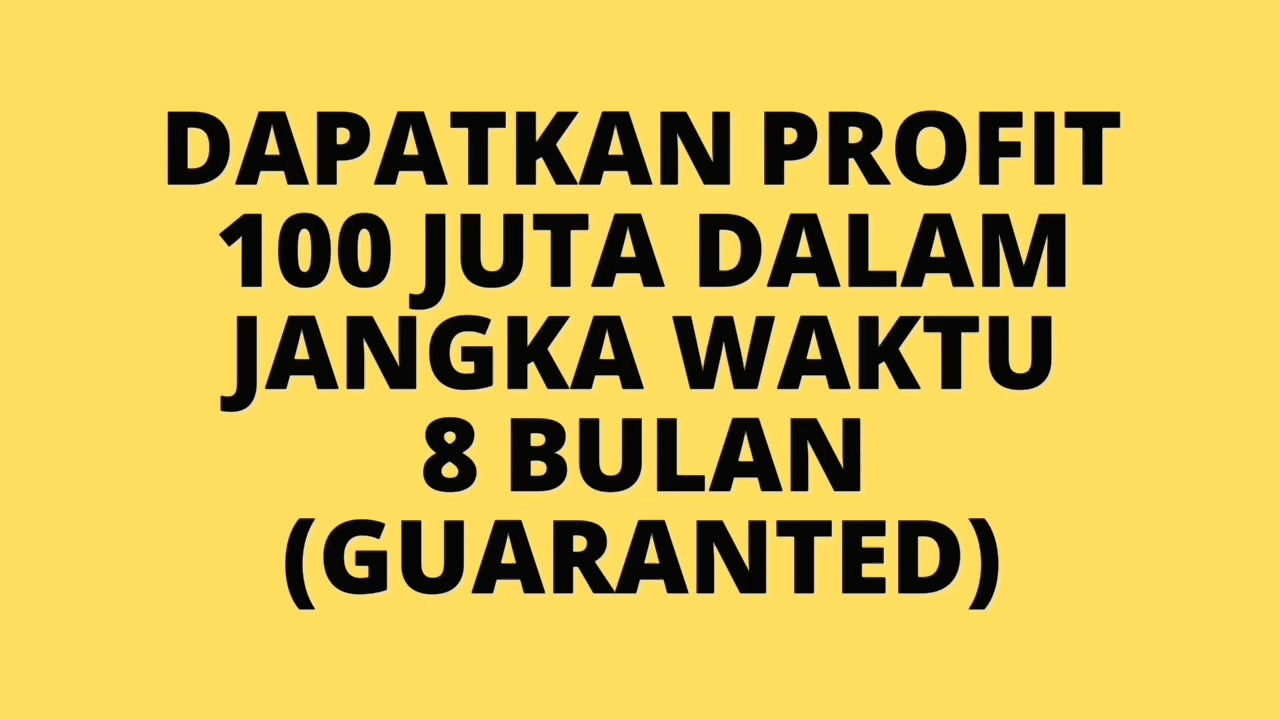 DAPATKAN PROFIT
100 JUTA DALAM
JANGKA WAKTU
8 BULAN
(GUARANTED)